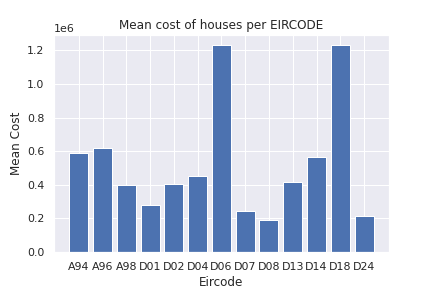 Mean cost of houses per EIRCODE
1e6
1.2
1.0
0.8
0.6
0.4
0.2
0.0
Mean Cost
A94 A96 A98 D01 D02 D04 D06 D07 D08 D13 D14 D18 D24
Eircode